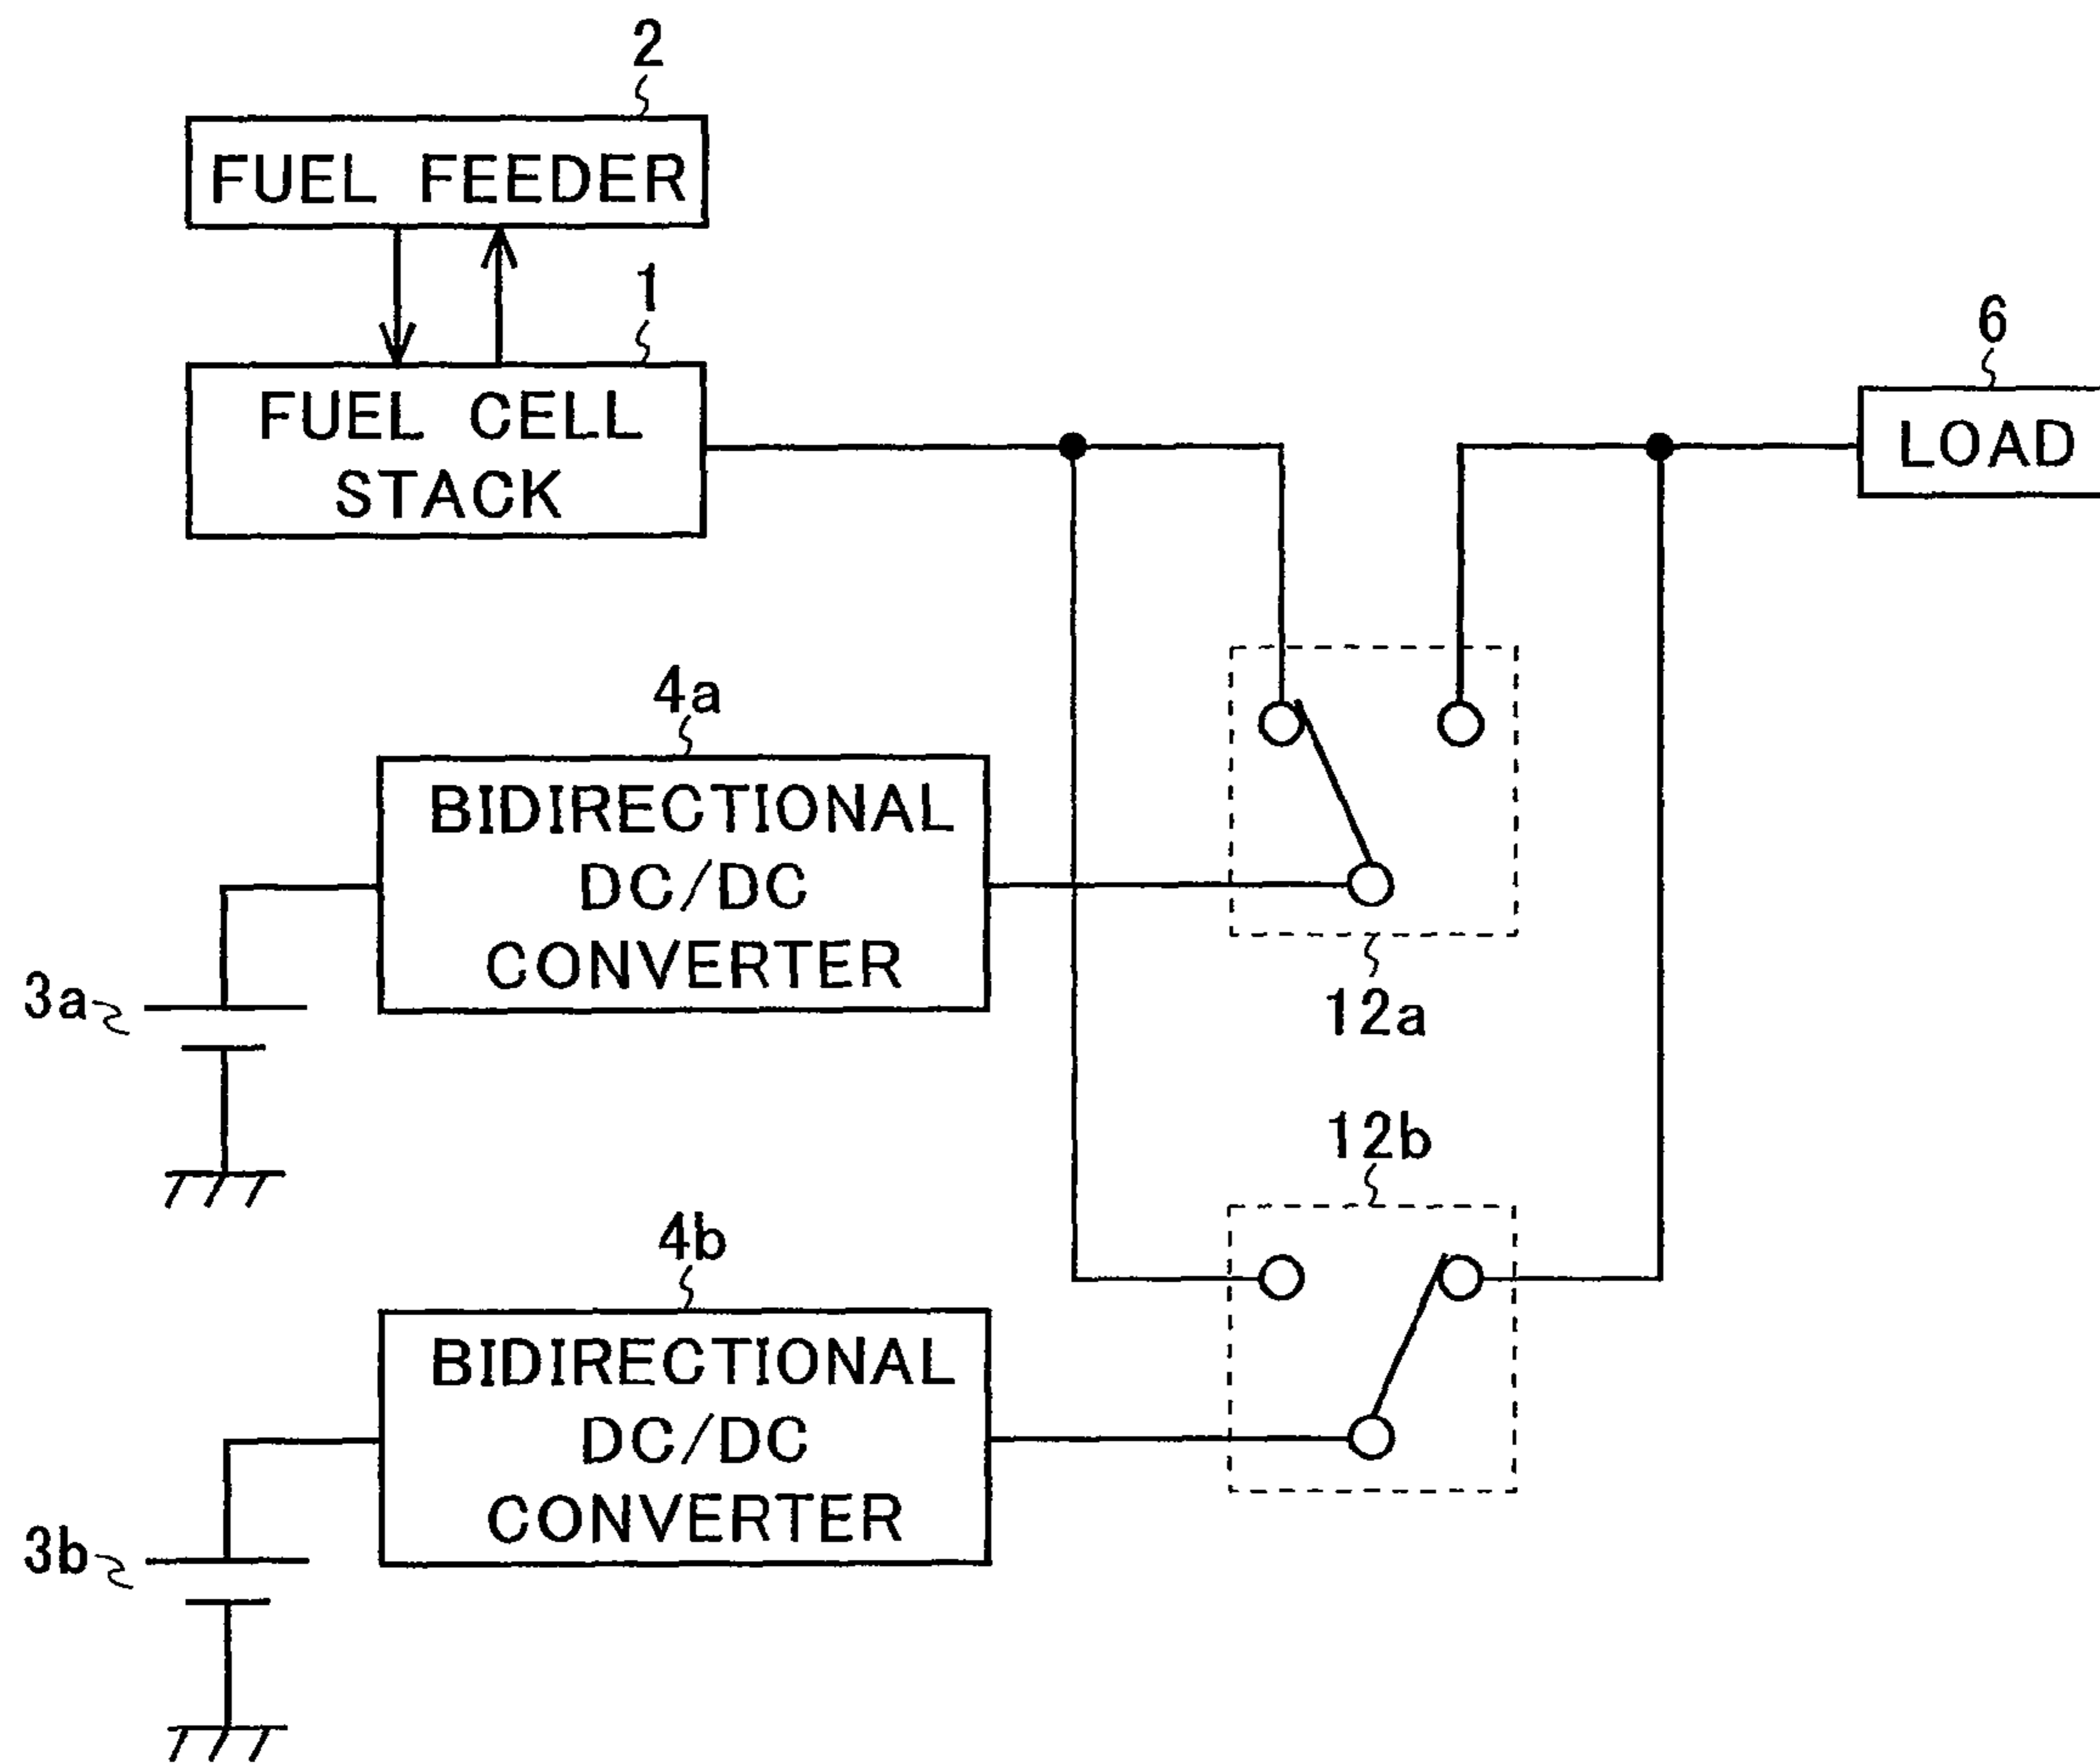 2
FUEL FEEDER
1
FUEL CELL
STACK
6
LOAD
4a
BIDIRECTIONAL
DC/DC
CONVERTER
3a
12a
12b
4b
BIDIRECTIONAL
DC/DC
CONVERTER
3b